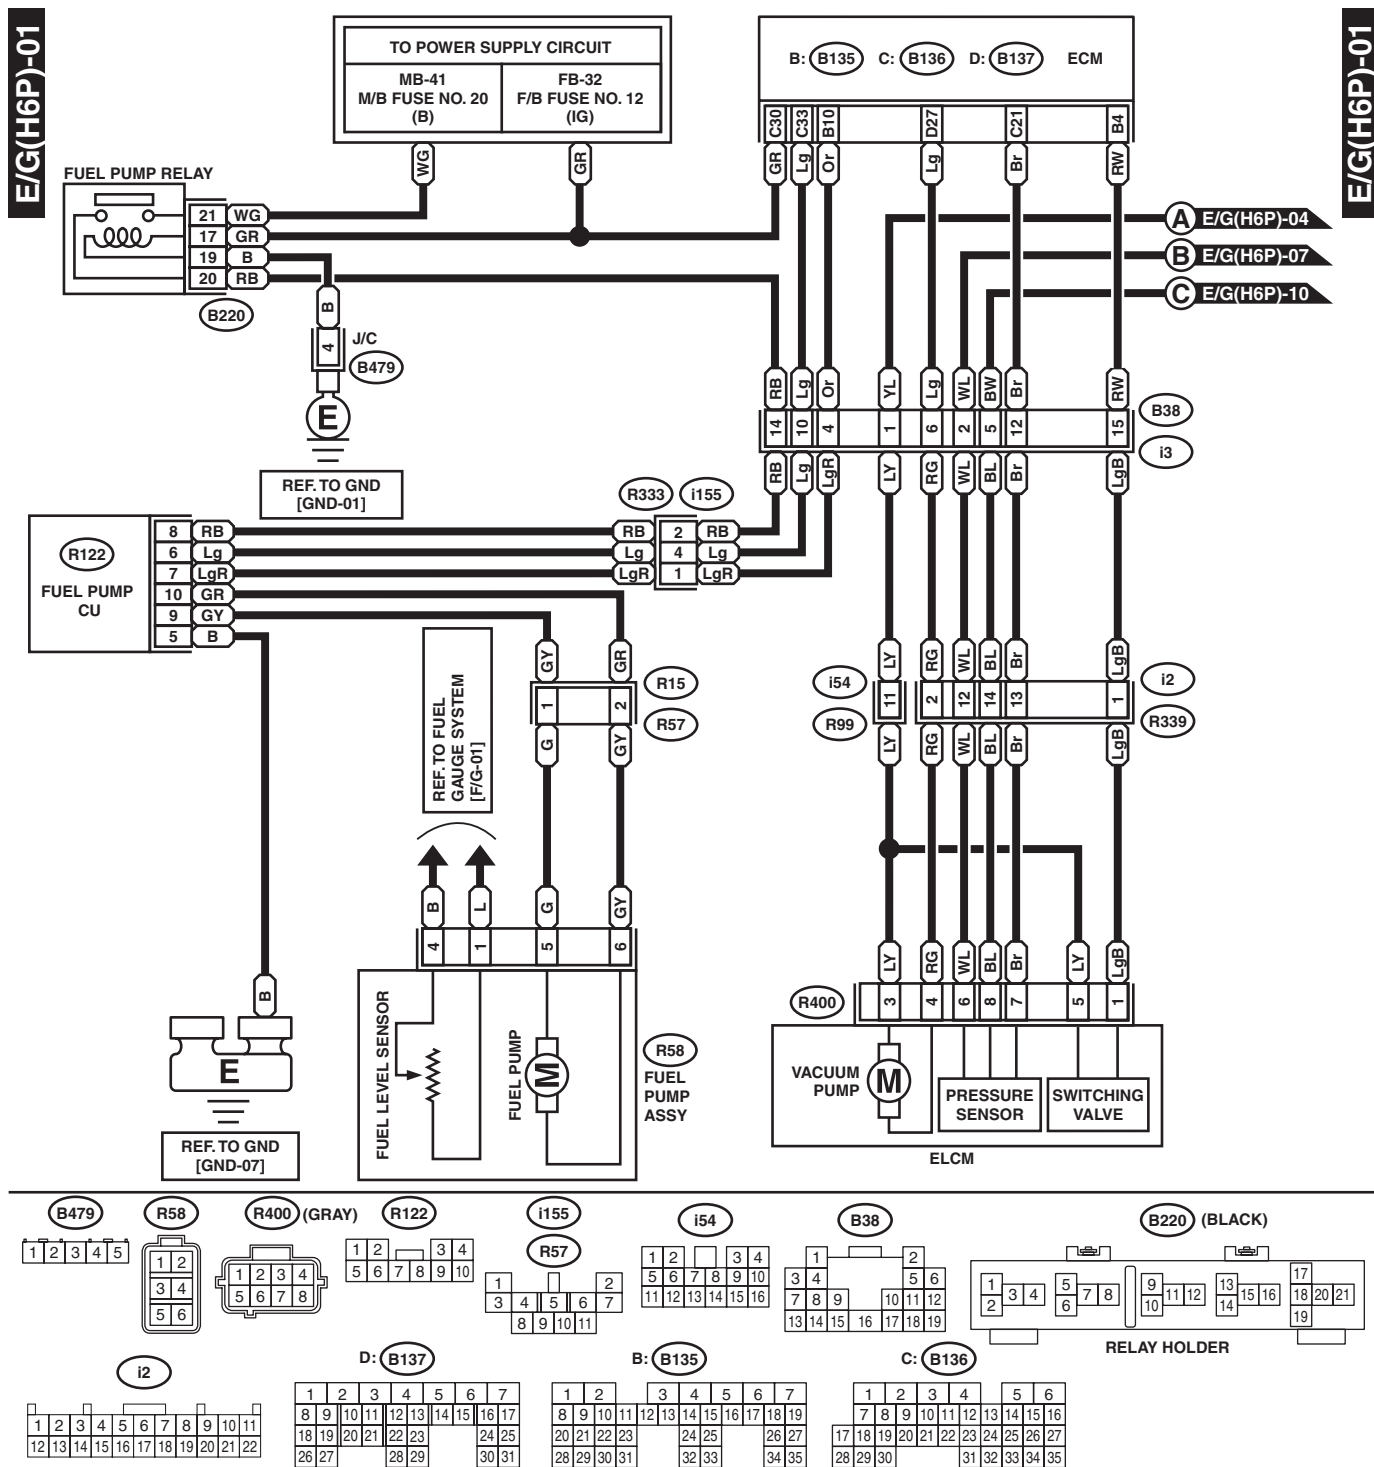 E/G(H6P)-01
E/G(H6P)-01
TO POWER SUPPLY CIRCUIT
MB-41
M/B FUSE NO. 20
(B)
FB-32
F/B FUSE NO. 12
(IG)
B: B135 C: B136 D: B137 ECM
C30 C33 B10 D27 C21 B4
WG GR GR Lg Or Lg Br RW
FUEL PUMP RELAY
21 WG
17 GR
19 B
20 RB
B220
A E/G(H6P)-04
B E/G(H6P)-07
C E/G(H6P)-10
B
4
J/C
B479
E
REF. TO GND
[GND-01]
RB Lg Or YL Lg WL BW Br RW
14 10 4 1 6 2 5 12 15
B38
i3
RB Lg LgR LY RG WL BL Br LgB
R333 i155
R122
FUEL PUMP
CU
8 RB RB 2 RB
6 Lg Lg 4 Lg
7 LgR LgR 1 LgR
10 GR
9 GY
5 B
REF. TO FUEL
GAUGE SYSTEM
[F/G-01]
GY GR
1 2
R15
R57
G GY
LY RG WL BL Br LgB
i54
R99
11 2 12 14 13 1
i2
R339
LY RG WL BL Br LgB
B L G GY
4 1 5 6
FUEL LEVEL SENSOR
FUEL PUMP
M
R58
FUEL
PUMP
ASSY
B
E
REF. TO GND
[GND-07]
LY RG WL BL Br LY LgB
R400
3 4 6 8 7 5 1
VACUUM
PUMP
M
PRESSURE
SENSOR
SWITCHING
VALVE
ELCM
B479
1 2 3 4 5
R58
1 2
3 4
5 6
R400 (GRAY)
1 2 3 4
5 6 7 8
R122
1 2 3 4
5 6 7 8 9 10
i155
R57
1 2
3 4 5 6 7
8 9 10 11
i54
1 2 3 4
5 6 7 8 9 10
11 12 13 14 15 16
B38
1 2
3 4 5 6
7 8 9 10 11 12
13 14 15 16 17 18 19
B220 (BLACK)
1 2 3 4 5 6 7 8 9 10 11 12 13 14 15 16 17 18 19 20 21
RELAY HOLDER
i2
1 2 3 4 5 6 7 8 9 10 11
12 13 14 15 16 17 18 19 20 21 22
D: B137
1 2 3 4 5 6 7
8 9 10 11 12 13 14 15 16 17
18 19 20 21 22 23 24 25
26 27 28 29 30 31
B: B135
1 2 3 4 5 6 7
8 9 10 11 12 13 14 15 16 17 18 19
20 21 22 23 24 25 26 27
28 29 30 31 32 33 34 35
C: B136
1 2 3 4 5 6
7 8 9 10 11 12 13 14 15 16
17 18 19 20 21 22 23 24 25 26 27
28 29 30 31 32 33 34 35